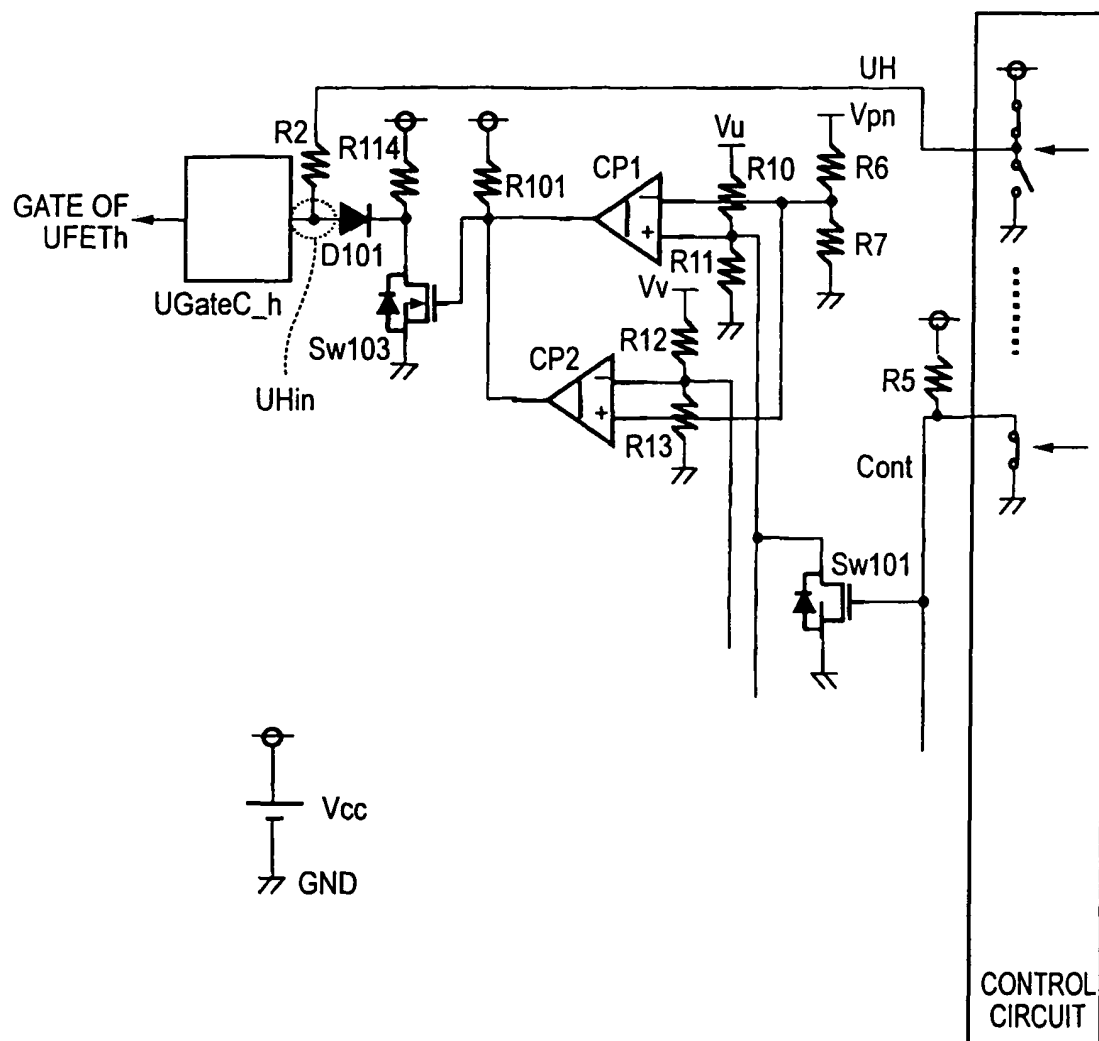 UH
R2
R114
R101
CP1
Vu
R10
Vpn
R6
R7
GATE OF
UFETh
D101
UGateC_h
UHin
Sw103
R11
Vv
R12
CP2
R13
−
+
−
+
R5
Cont
Sw101
Vcc
GND
CONTROL
CIRCUIT